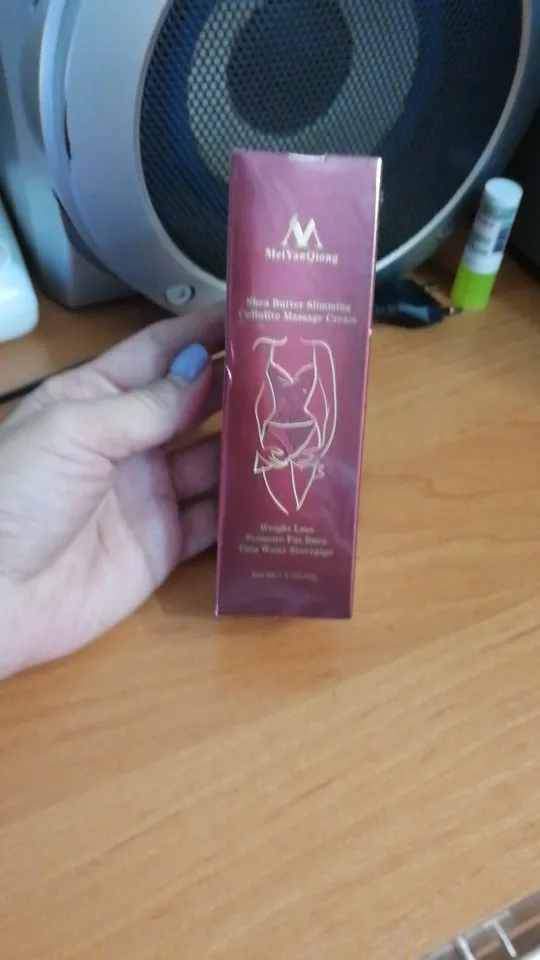 MeiYanQiong
Shea Butter Slimming
Cellulite Massage Cream
Weight Loss
Promote Fat Burn
Thin Waist Stovepipe